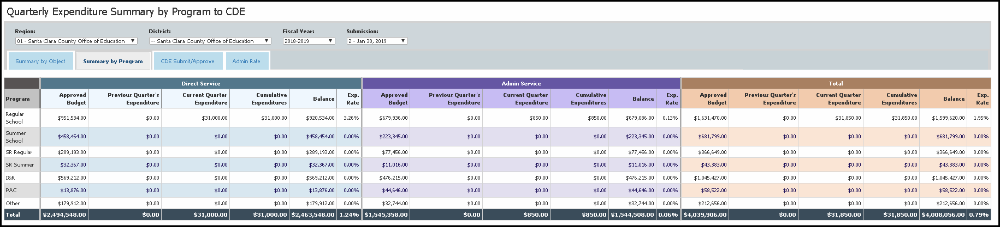 Quarterly Expenditure Summary by Program to CDE
Region: District: Fiscal Year: Submission:
01 - Santa Clara County Office of Education -- Santa Clara County Office of Education 2018-2019 2 - Jan 30, 2019
Summary by Object Summary by Program CDE Submit/Approve Admin Rate
Direct Service Admin Service Total
Program Approved Budget Previous Quarter's Expenditure Current Quarter Expenditure Cumulative Expenditures Balance Exp. Rate Approved Budget Previous Quarter's Expenditure Current Quarter Expenditure Cumulative Expenditures Balance Exp. Rate Approved Budget Previous Quarter's Expenditure Current Quarter Expenditure Cumulative Expenditures Balance Exp. Rate
Regular School $951,534.00 $0.00 $31,000.00 $31,000.00 $920,534.00 3.26% $679,936.00 $0.00 $850.00 $850.00 $679,086.00 0.13% $1,631,470.00 $0.00 $31,850.00 $31,850.00 $1,599,620.00 1.95%
Summer School $458,454.00 $0.00 $0.00 $0.00 $458,454.00 0.00% $223,345.00 $0.00 $0.00 $0.00 $223,345.00 0.00% $681,799.00 $0.00 $0.00 $0.00 $681,799.00 0.00%
SR Regular $289,193.00 $0.00 $0.00 $0.00 $289,193.00 0.00% $77,456.00 $0.00 $0.00 $0.00 $77,456.00 0.00% $366,649.00 $0.00 $0.00 $0.00 $366,649.00 0.00%
SR Summer $32,367.00 $0.00 $0.00 $0.00 $32,367.00 0.00% $11,016.00 $0.00 $0.00 $0.00 $11,016.00 0.00% $43,383.00 $0.00 $0.00 $0.00 $43,383.00 0.00%
I&R $569,212.00 $0.00 $0.00 $0.00 $569,212.00 0.00% $476,215.00 $0.00 $0.00 $0.00 $476,215.00 0.00% $1,045,427.00 $0.00 $0.00 $0.00 $1,045,427.00 0.00%
PAC $13,876.00 $0.00 $0.00 $0.00 $13,876.00 0.00% $44,646.00 $0.00 $0.00 $0.00 $44,646.00 0.00% $58,522.00 $0.00 $0.00 $0.00 $58,522.00 0.00%
Other $179,912.00 $0.00 $0.00 $0.00 $179,912.00 0.00% $32,744.00 $0.00 $0.00 $0.00 $32,744.00 0.00% $212,656.00 $0.00 $0.00 $0.00 $212,656.00 0.00%
Total $2,494,548.00 $0.00 $31,000.00 $31,000.00 $2,463,548.00 1.24% $1,545,358.00 $0.00 $850.00 $850.00 $1,544,508.00 0.06% $4,039,906.00 $0.00 $31,850.00 $31,850.00 $4,008,056.00 0.79%